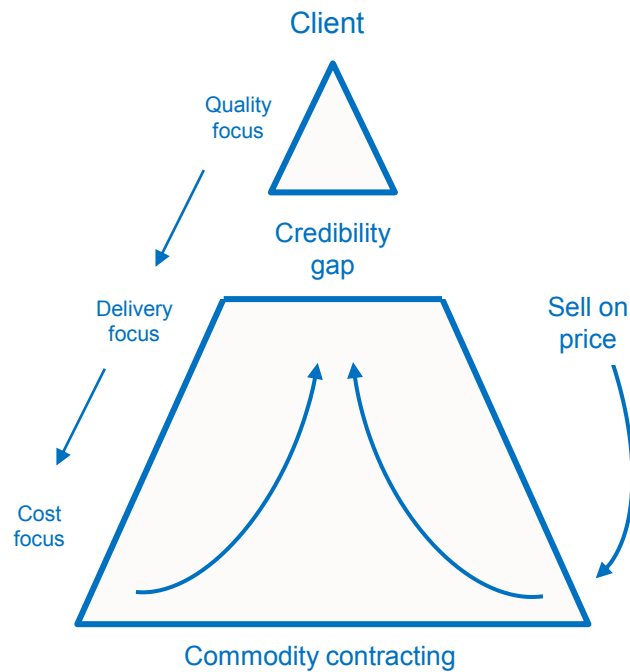 Client
Quality
focus
Credibility
gap
Delivery
focus
Sell on
price
Cost
focus
Commodity contracting